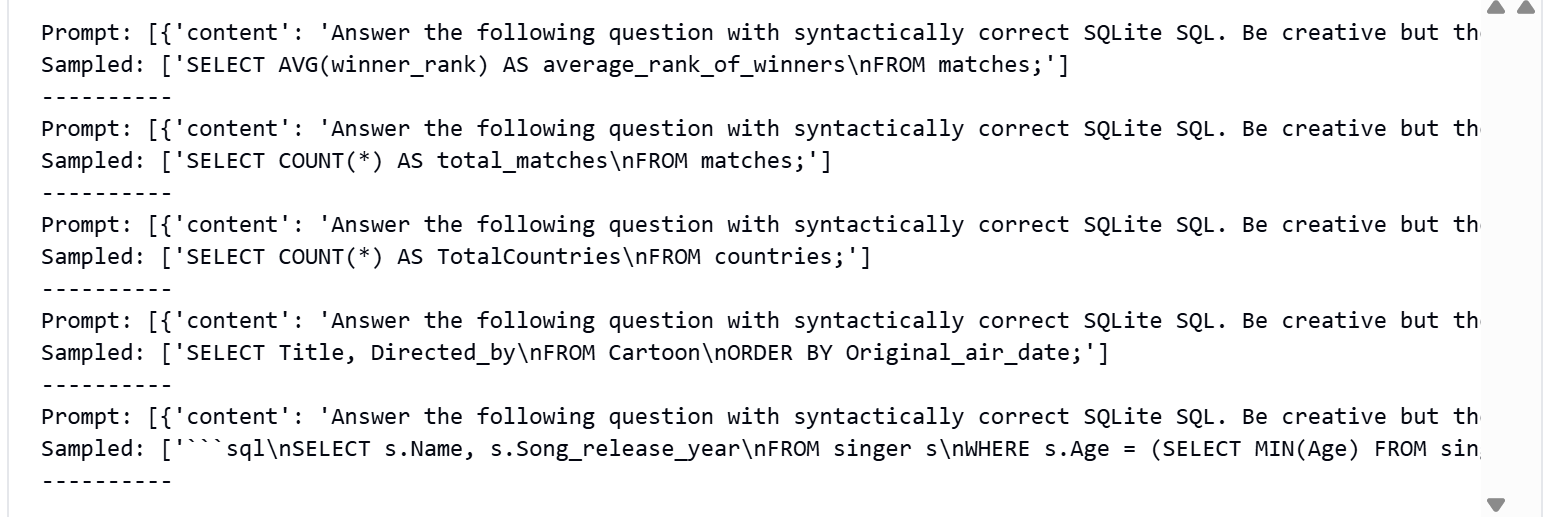 Prompt: [{'content': 'Answer the following question with syntactically correct SQLite SQL. Be creative but
Sampled: ['SELECT AVG(winner_rank) AS average_rank_of_winners\nFROM matches;']
----------
Prompt: [{'content': 'Answer the following question with syntactically correct SQLite SQL. Be creative but
Sampled: ['SELECT COUNT(*) AS total_matches\nFROM matches;']
----------
Prompt: [{'content': 'Answer the following question with syntactically correct SQLite SQL. Be creative but
Sampled: ['SELECT COUNT(*) AS TotalCountries\nFROM countries;']
----------
Prompt: [{'content': 'Answer the following question with syntactically correct SQLite SQL. Be creative but
Sampled: ['SELECT Title, Directed_by\nFROM Cartoon\nORDER BY Original_air_date;']
----------
Prompt: [{'content': 'Answer the following question with syntactically correct SQLite SQL. Be creative but
Sampled: ['```sql\nSELECT s.Name, s.Song_release_year\nFROM singer s\nWHERE s.Age = (SELECT MIN(Age) FROM
----------